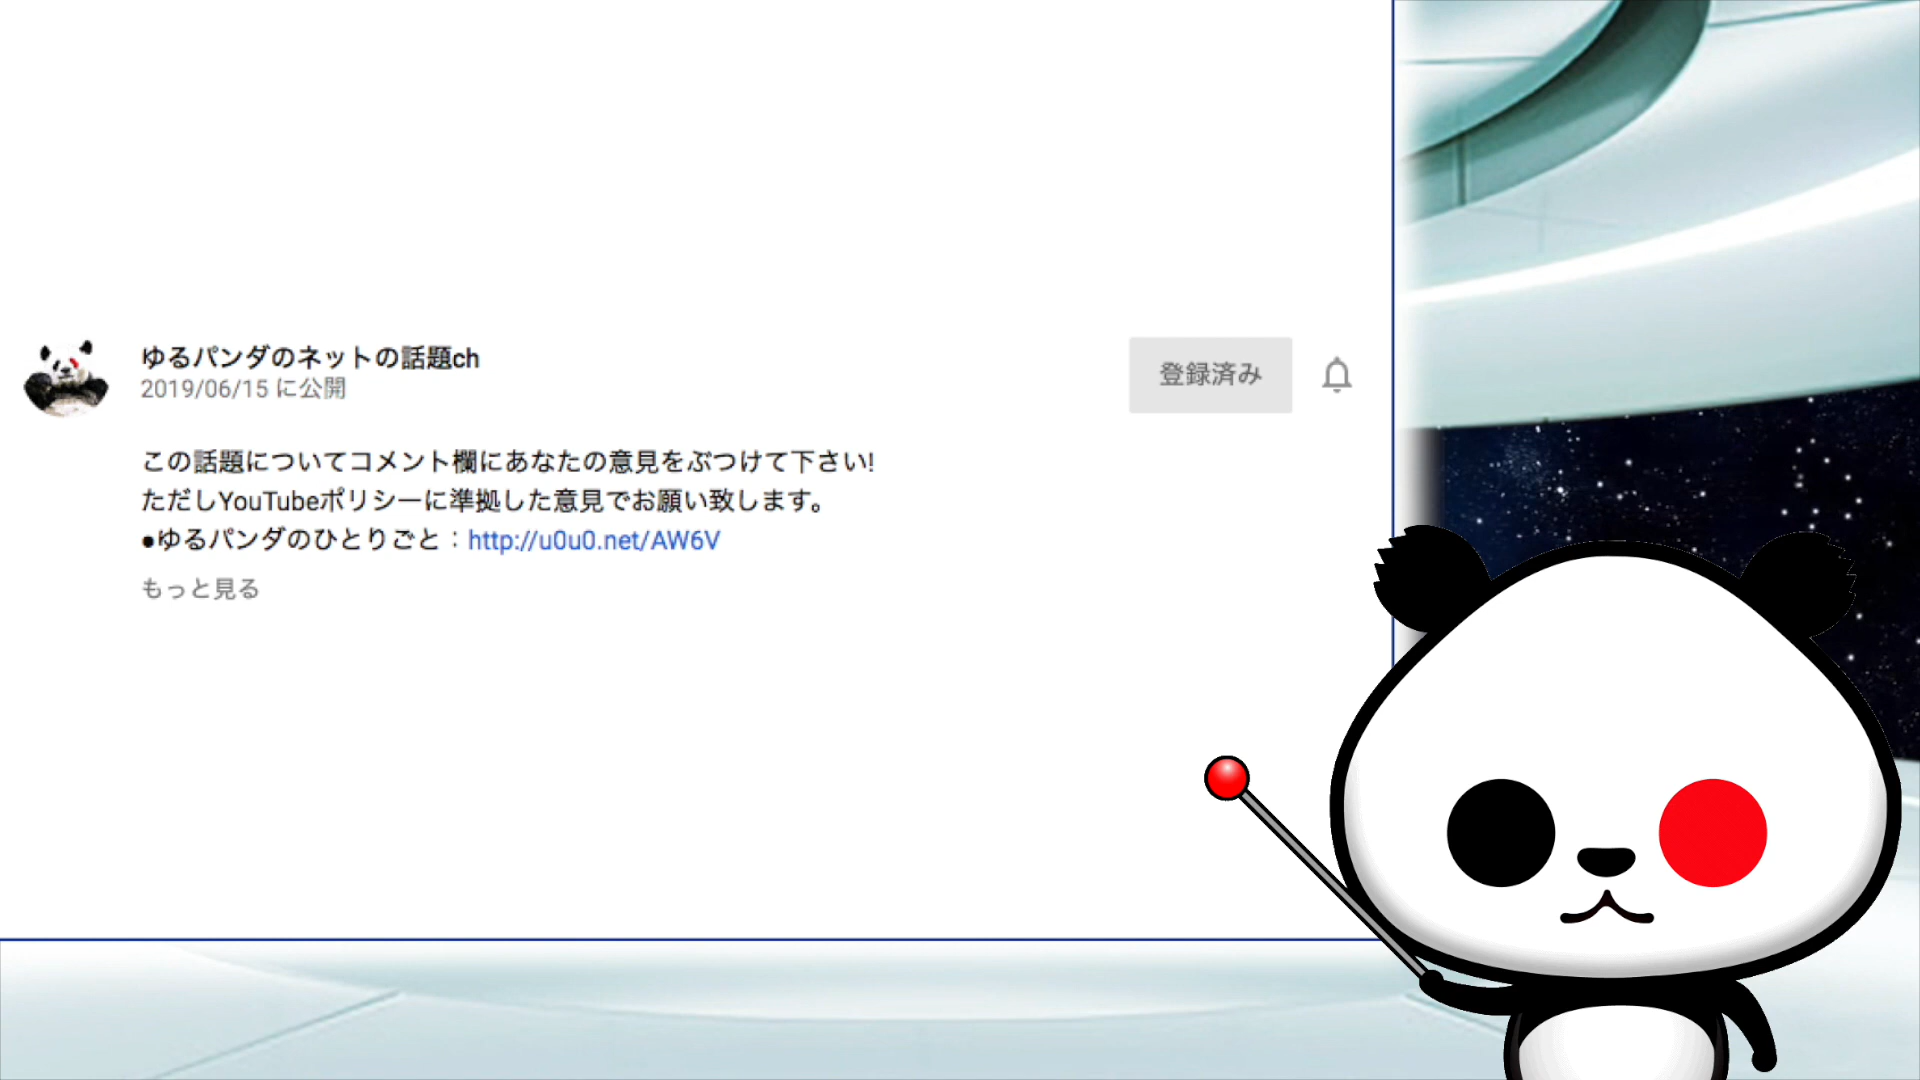 ゆるパンダのネットの話題ch
2019/06/15 に公開
登録済み
この話題についてコメント欄にあなたの意見をぶつけて下さい!
ただしYouTubeポリシーに準拠した意見でお願い致します。
●ゆるパンダのひとりごと：http://u0u0.net/AW6V
もっと見る